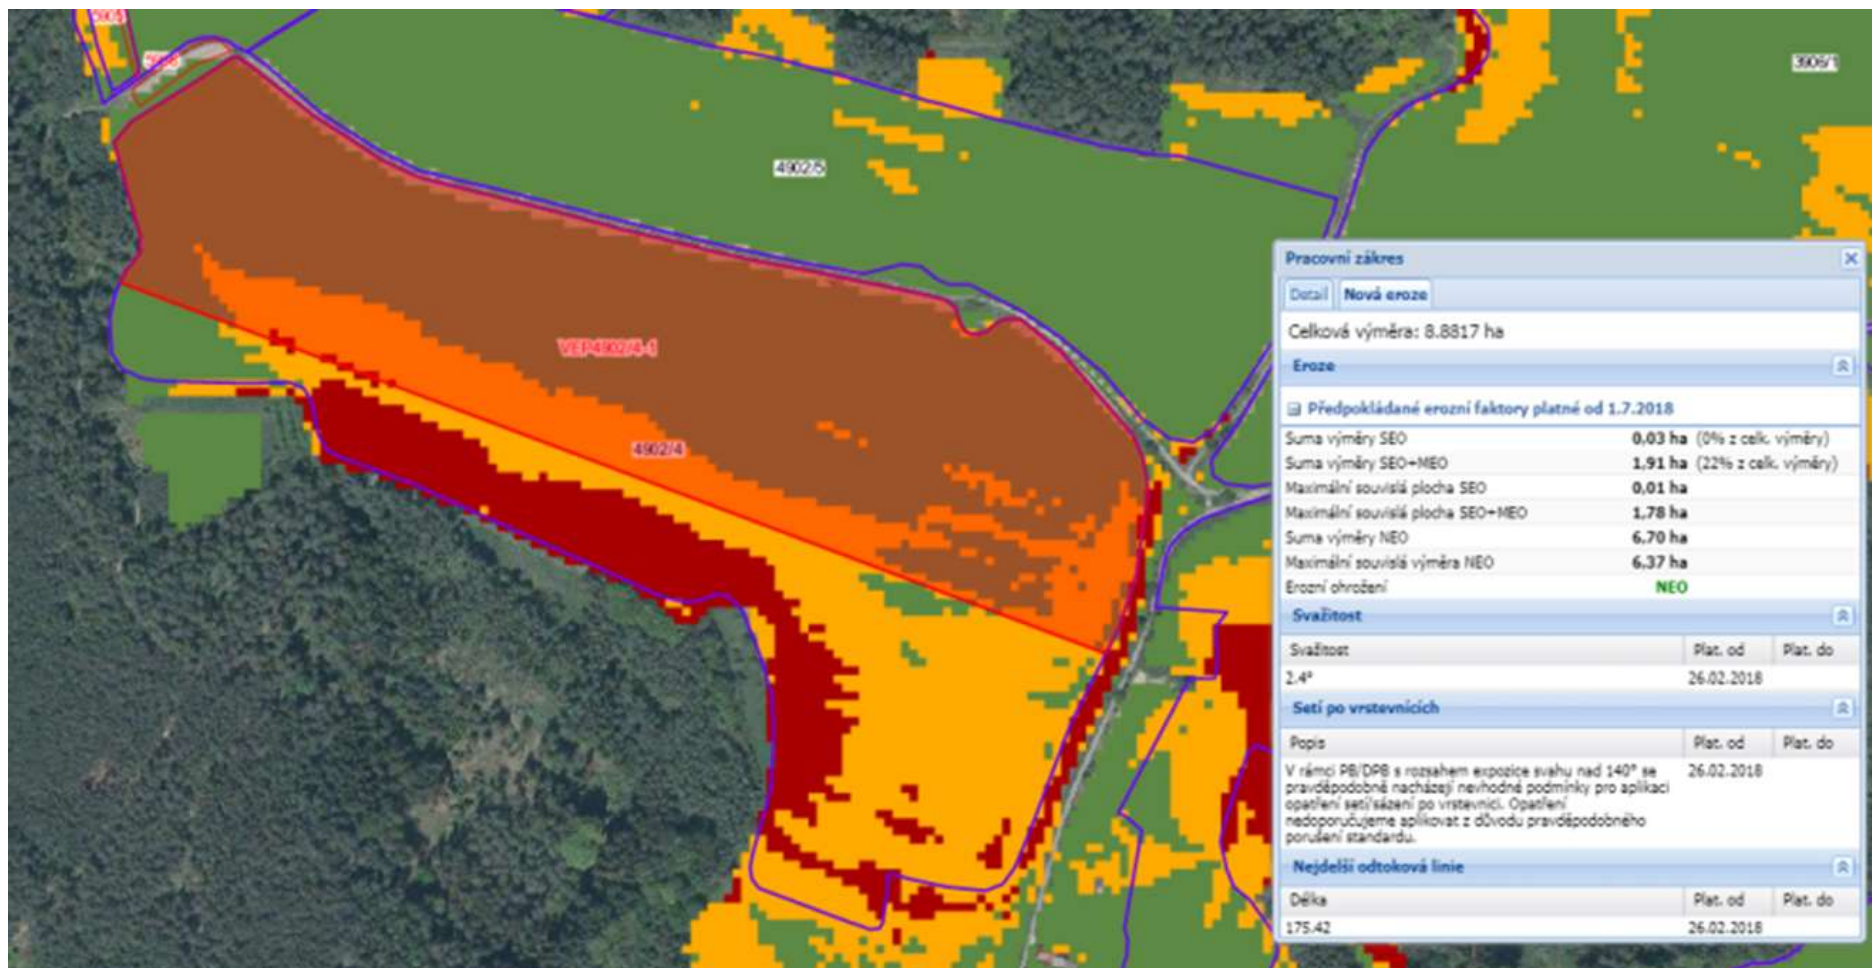 3906/1
4902/5
VEP4902/4-1
4902/4
Pracovní zákres
Detail Nová eroze
Celková výměra: 8.8817 ha
Eroze
Předpokládané erozní faktory platné od 1.7.2018
Suma výměry SEO 0,03 ha (0% z celk. výměry)
Suma výměry SEO+MEO 1,91 ha (22% z celk. výměry)
Maximální souvislá plocha SEO 0,01 ha
Maximální souvislá plocha SEO+MEO 1,78 ha
Suma výměry NEO 6,70 ha
Maximální souvislá výměra NEO 6,37 ha
Erozní ohrožení NEO
Svažitost
Svažitost Plat. od Plat. do
2.4° 26.02.2018
Setí po vrstevnicích
Popis Plat. od Plat. do
V rámci PB/DPB s rozsahem expozice svahu nad 140° se 26.02.2018
pravděpodobně nacházejí nevhodné podmínky pro aplikaci
opatření setí/sázení po vrstevnici. Opatření
nedoporučujeme aplikovat z důvodu pravděpodobného
porušení standardu.
Nejdelší odtoková linie
Délka Plat. od Plat. do
175.42 26.02.2018